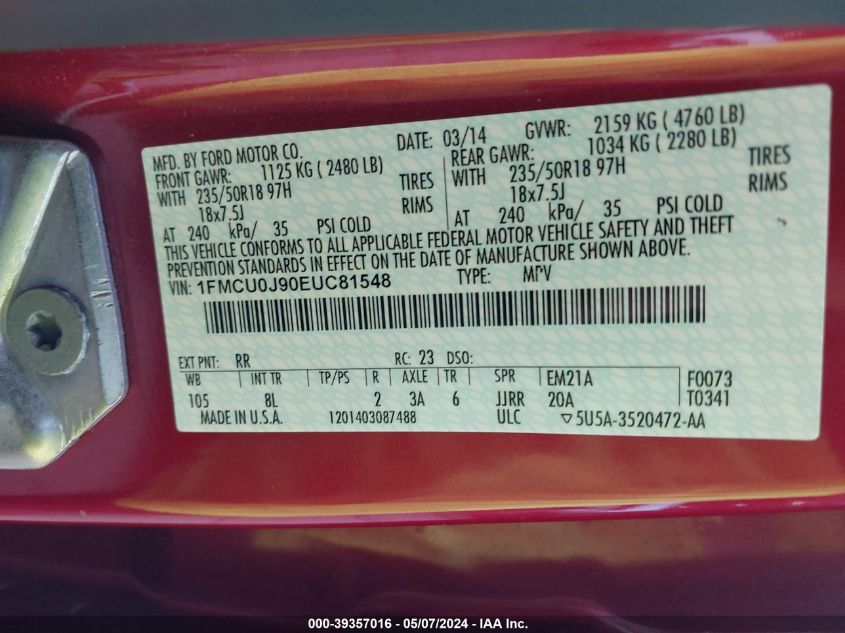 MFD. BY FORD MOTOR CO. DATE: 03/14 GVWR: 2159 KG ( 4760 LB)
FRONT GAWR: 1125 KG ( 2480 LB) REAR GAWR: 1034 KG ( 2280 LB)
WITH 235/50R18 97H TIRES WITH 235/50R18 97H TIRES
18x7.5J RIMS 18x7.5J RIMS
AT 240 kPa/ 35 PSI COLD AT 240 kPa/ 35 PSI COLD
THIS VEHICLE CONFORMS TO ALL APPLICABLE FEDERAL MOTOR VEHICLE SAFETY AND THEFT
PREVENTION STANDARDS IN EFFECT ON THE DATE OF MANUFACTURE SHOWN ABOVE.
VIN: 1FMCU0J90EUC81548 TYPE: MPV
EXT PNT: RR RC: 23 DSO:
WB INT TR TP/PS R AXLE TR SPR EM21A F0073
105 8L 2 3A 6 JJRR 20A T0341
MADE IN U.S.A. 1201403087488 ULC ▽5U5A-3520472-AA
000-39357016 - 05/07/2024 - IAA Inc.